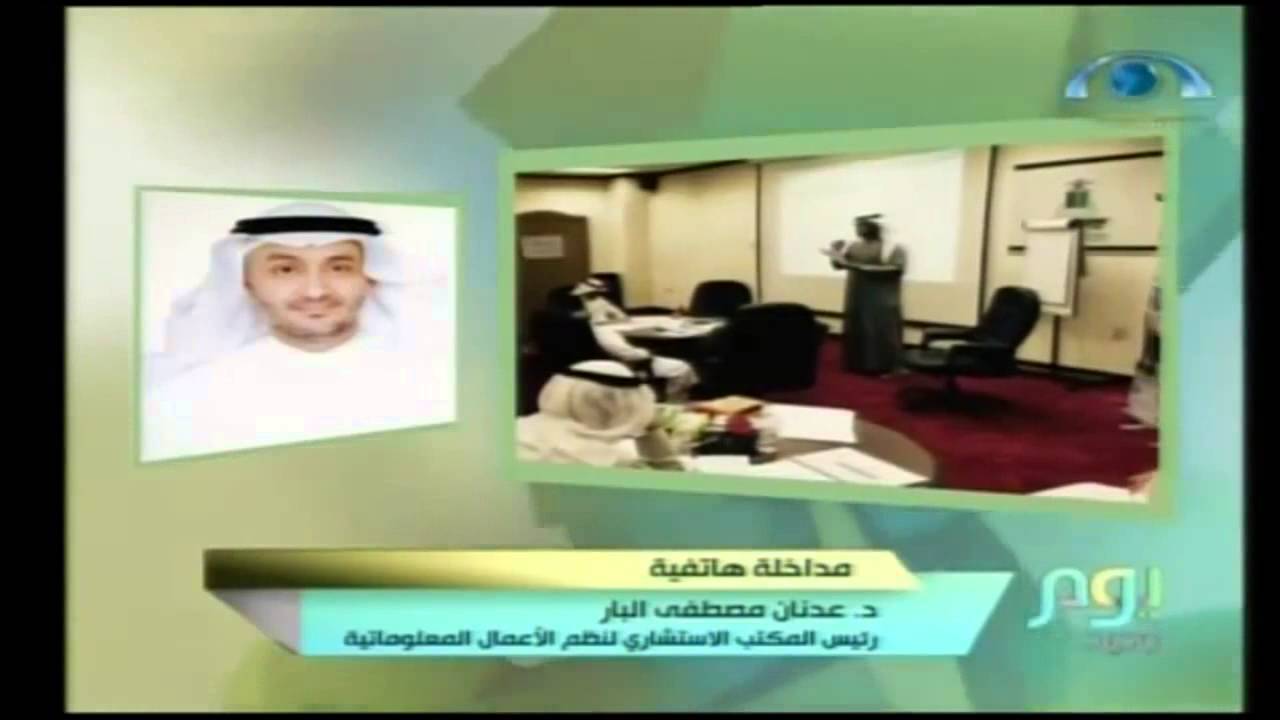 مداخلة هاتفية
د. عدنان مصطفى البار
رئيس المكتب الاستشاري لنظم الأعمال المعلوماتية
يوم